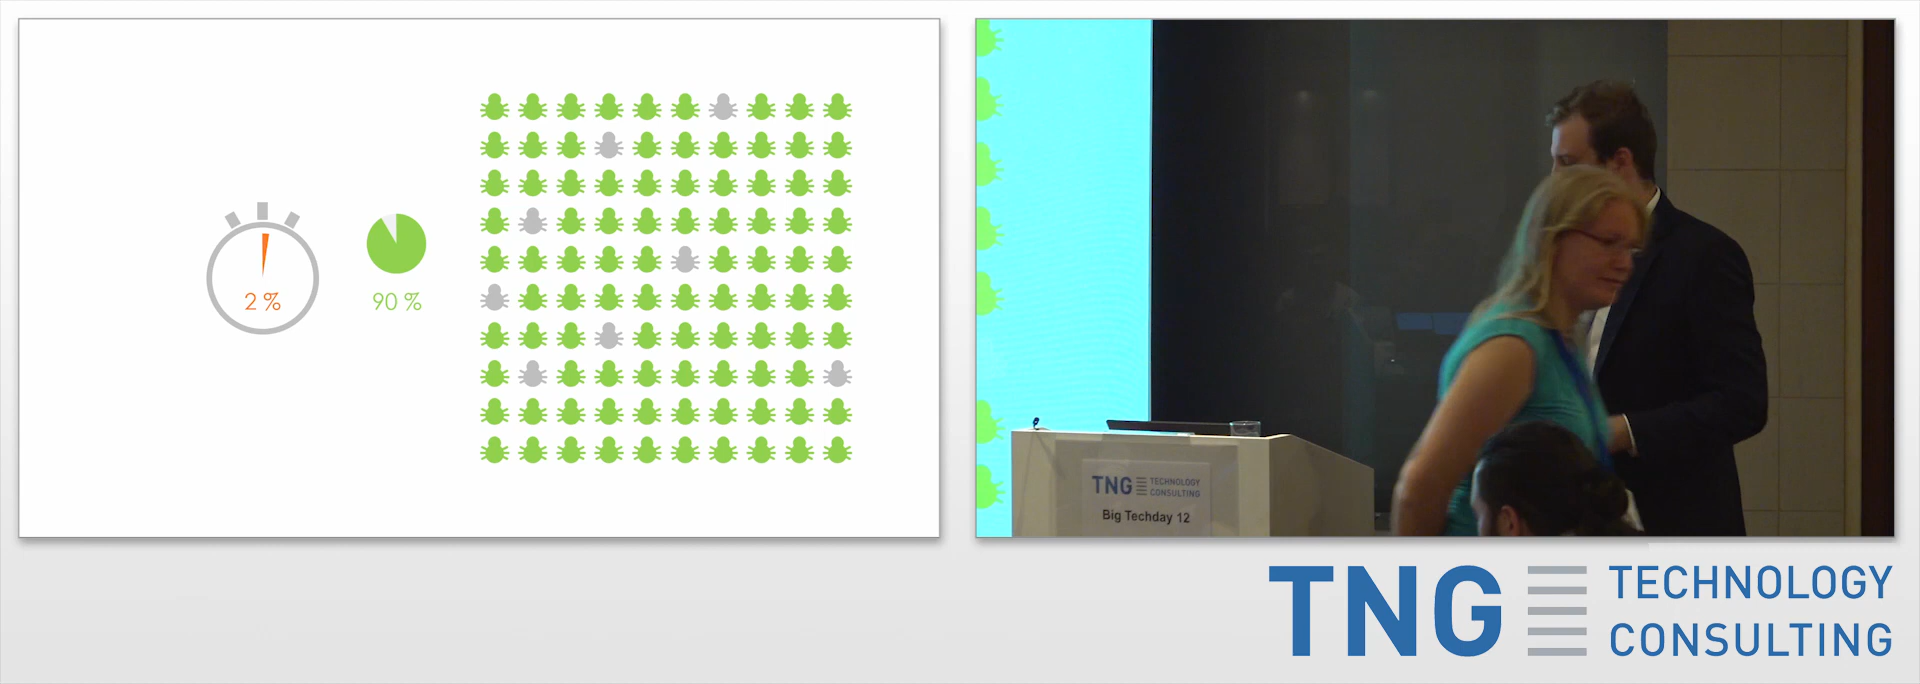 2 %
90 %
TNG TECHNOLOGY
CONSULTING
Big Techday 12
TNG TECHNOLOGY
CONSULTING